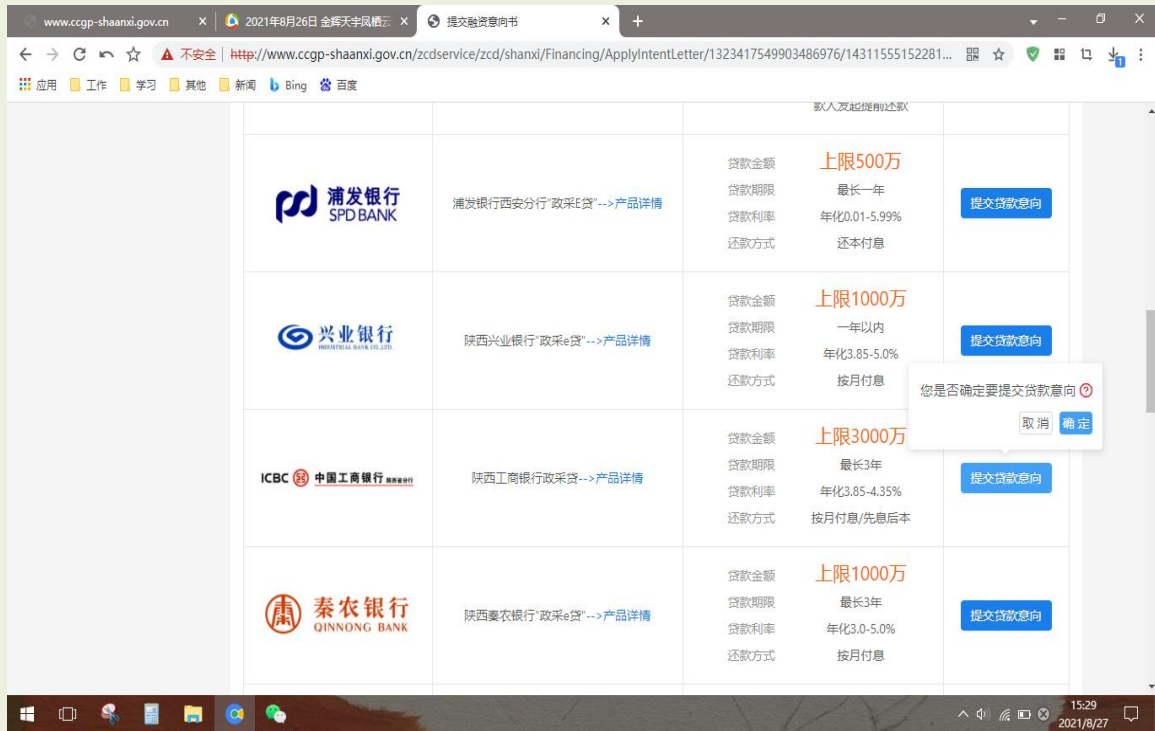 www.ccgp-shaanxi.gov.cn
2021年8月26日 金辉天宇凤栖云
提交融资意向书
不安全
http://www.ccgp-shaanxi.gov.cn/zcdservice/zcd/shanxi/Financing/ApplyIntentLetter/1323417549903486976/14311555152281...
应用 工作 学习 其他 新闻 Bing 百度
款人发起提前还款
浦发银行
SPD BANK
浦发银行西安分行"政采E贷"-->产品详情
贷款金额 上限500万
贷款期限 最长一年
贷款利率 年化0.01-5.99%
还款方式 还本付息
提交贷款意向
兴业银行
INDUSTRIAL BANK CO.,LTD.
陕西兴业银行"政采e贷"-->产品详情
贷款金额 上限1000万
贷款期限 一年以内
贷款利率 年化3.85-5.0%
还款方式 按月付息
提交贷款意向
您是否确定要提交贷款意向
取消 确定
ICBC 中国工商银行
陕西工商银行政采贷-->产品详情
贷款金额 上限3000万
贷款期限 最长3年
贷款利率 年化3.85-4.35%
还款方式 按月付息/先息后本
提交贷款意向
秦农银行
QINNONG BANK
陕西秦农银行"政采e贷"-->产品详情
贷款金额 上限1000万
贷款期限 最长3年
贷款利率 年化3.0-5.0%
还款方式 按月付息
提交贷款意向
15:29
2021/8/27